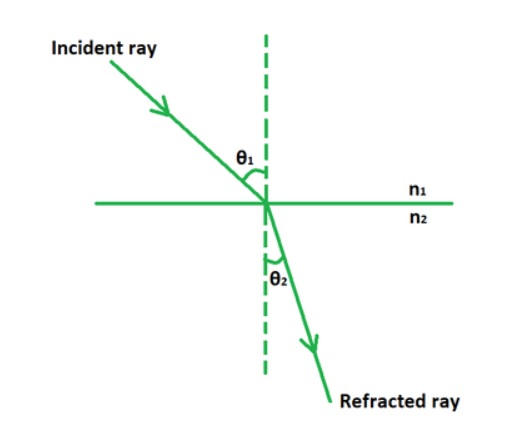 Incident ray
θ₁
n₁
n₂
θ₂
Refracted ray